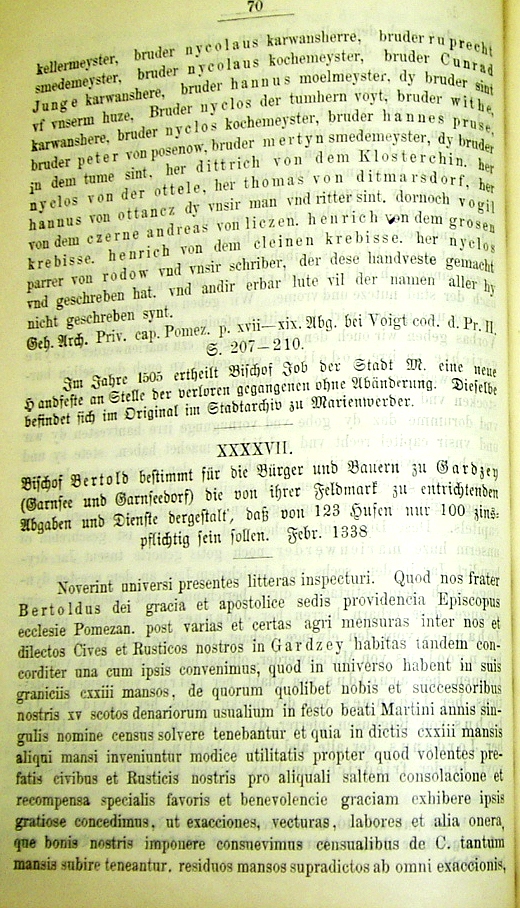 70
kellermeyster, bruder nycolaus karwansherre, bruder ruprecht
smedemeyster, bruder nycolaus kochemeyster, bruder Cunrad
Junge karwanshere, bruder hannus moelmeyster, dy bruder sint
vf vnserm huze, Bruder nyclos der tumhern voyt, bruder withe,
karwanshere, bruder nyclos kochemeyster, bruder hannes pruse,
bruder peter von posenow, bruder mertyn smedemeyster, dy bruder
in dem tume sint, her dittrich von dem Klosterchin, her
nyclos von der ottele, her thomas von ditmarsdorf, her
hannus von ottancz dy vnsir man vnd ritter sint, dornoch vogil
von dem czerne andreas von liczen. henrich von dem grosen
krebisse. henrich von dem cleinen krebisse. her nyclos
parrer von rodow vnd vnsir schriber, der dese handveste gemacht
vnd geschreben hat. vnd andir erbar lute vil der namen aller hy
nicht geschreben synt.
Geh. Arch. Priv. cap. Pomez. p. xvii—xix. Abg. bei Voigt cod. d. Pr. II.
S. 207—210.
Im Jahre 1505 ertheilt Bischof Job der Stadt M. eine neue
Handfeste an Stelle der verloren gegangenen ohne Abänderung. Dieselbe
befindet sich im Original im Stadtarchiv zu Marienwerder.
XXXXVII.
Bischof Bertold bestimmt für die Bürger und Bauern zu Gardzey
(Garnsee und Garnseedorf) die von ihrer Feldmark zu entrichtenden
Abgaben und Dienste dergestalt, daß von 123 Hufen nur 100 zins-
pflichtig sein sollen. Febr. 1338
Noverint universi presentes litteras inspecturi. Quod nos frater
Bertoldus dei gracia et apostolice sedis providencia Episcopus
ecclesie Pomezan. post varias et certas agri mensuras inter nos et
dilectos Cives et Rusticos nostros in Gardzey habitas tandem con-
corditer una cum ipsis convenimus, quod in universo habent in suis
graniciis cxxiii mansos, de quorum quolibet nobis et successoribus
nostris xv scotos denariorum usualium in festo beati Martini annis sin-
gulis nomine census solvere tenebantur et quia in dictis cxxiii mansis
aliqui mansi inveniuntur modice utilitatis propter quod volentes pre-
fatis civibus et Rusticis nostris pro aliquali saltem consolacione et
recompensa specialis favoris et benevolencie graciam exhibere ipsis
gratiose concedimus, ut exacciones, vecturas, labores et alia onera,
que bonis nostris imponere consuevimus censualibus de C. tantum
mansis subire teneantur, residuos mansos supradictos ab omni exaccionis,